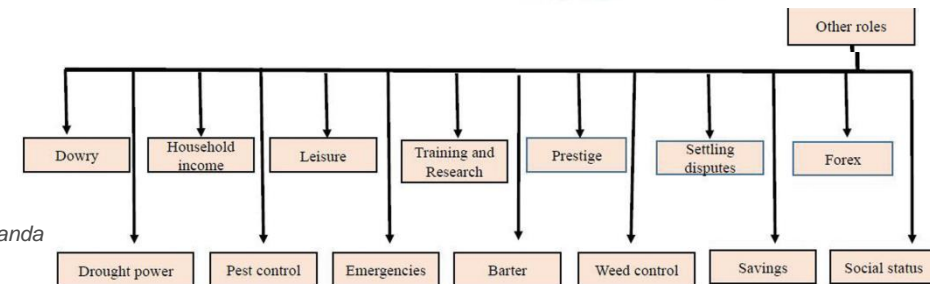 Other roles
Dowry
Household
income
Leisure
Training and
Research
Prestige
Settling
disputes
Forex
anda
Drought power
Pest control
Emergencies
Barter
Weed control
Savings
Social status